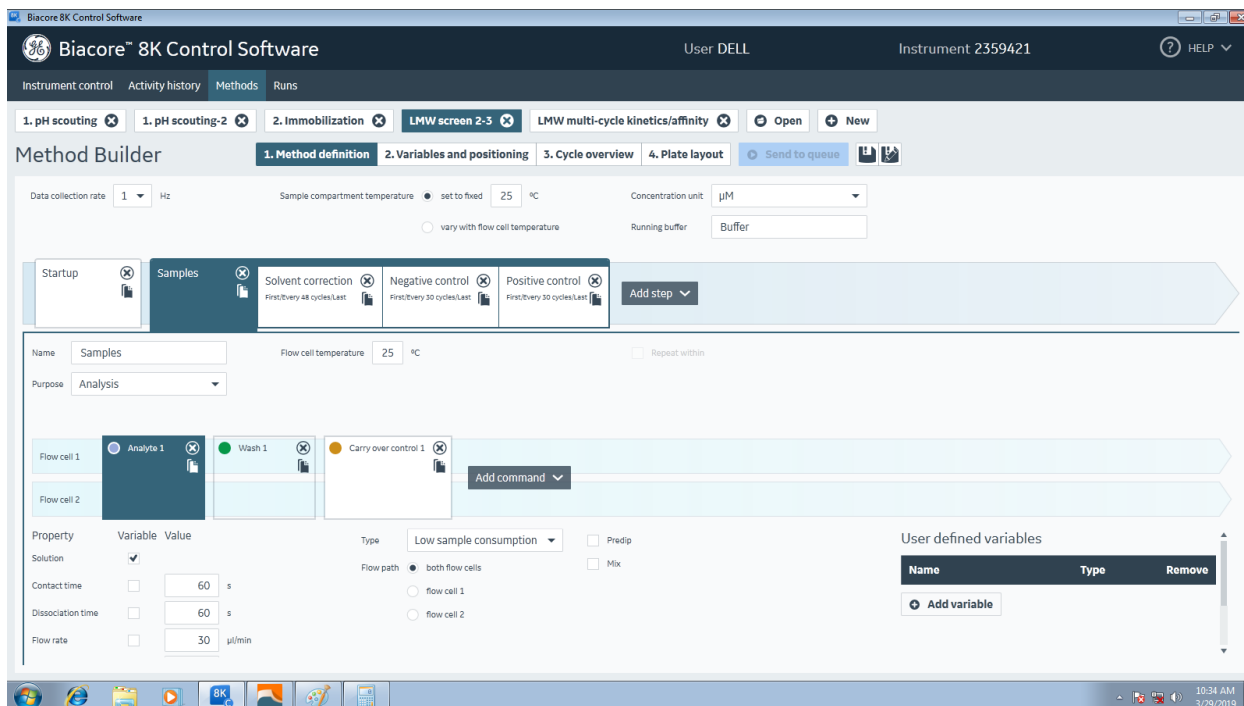 Biacore 8K Control Software
Biacore™ 8K Control Software User DELL Instrument 2359421 ? HELP
Instrument control Activity history Methods Runs
1. pH scouting 1. pH scouting-2 2. Immobilization LMW screen 2-3 LMW multi-cycle kinetics/affinity Open New
Method Builder 1. Method definition 2. Variables and positioning 3. Cycle overview 4. Plate layout Send to queue
Data collection rate 1 Hz Sample compartment temperature set to fixed 25 ºC Concentration unit µM
vary with flow cell temperature Running buffer Buffer
Startup Samples Solvent correction Negative control Positive control
First/Every 48 cycles/Last First/Every 30 cycles/Last First/Every 30 cycles/Last Add step
Name Samples Flow cell temperature 25 ºC Repeat within
Purpose Analysis
Flow cell 1 Analyte 1 Wash 1 Carry over control 1
Add command
Flow cell 2
Property Variable Value Type Low sample consumption Predip User defined variables
Solution Flow path both flow cells Mix Name Type Remove
Contact time 60 s flow cell 1
Dissociation time 60 s flow cell 2 Add variable
Flow rate 30 µl/min
8K 10:34 AM
3/29/2019